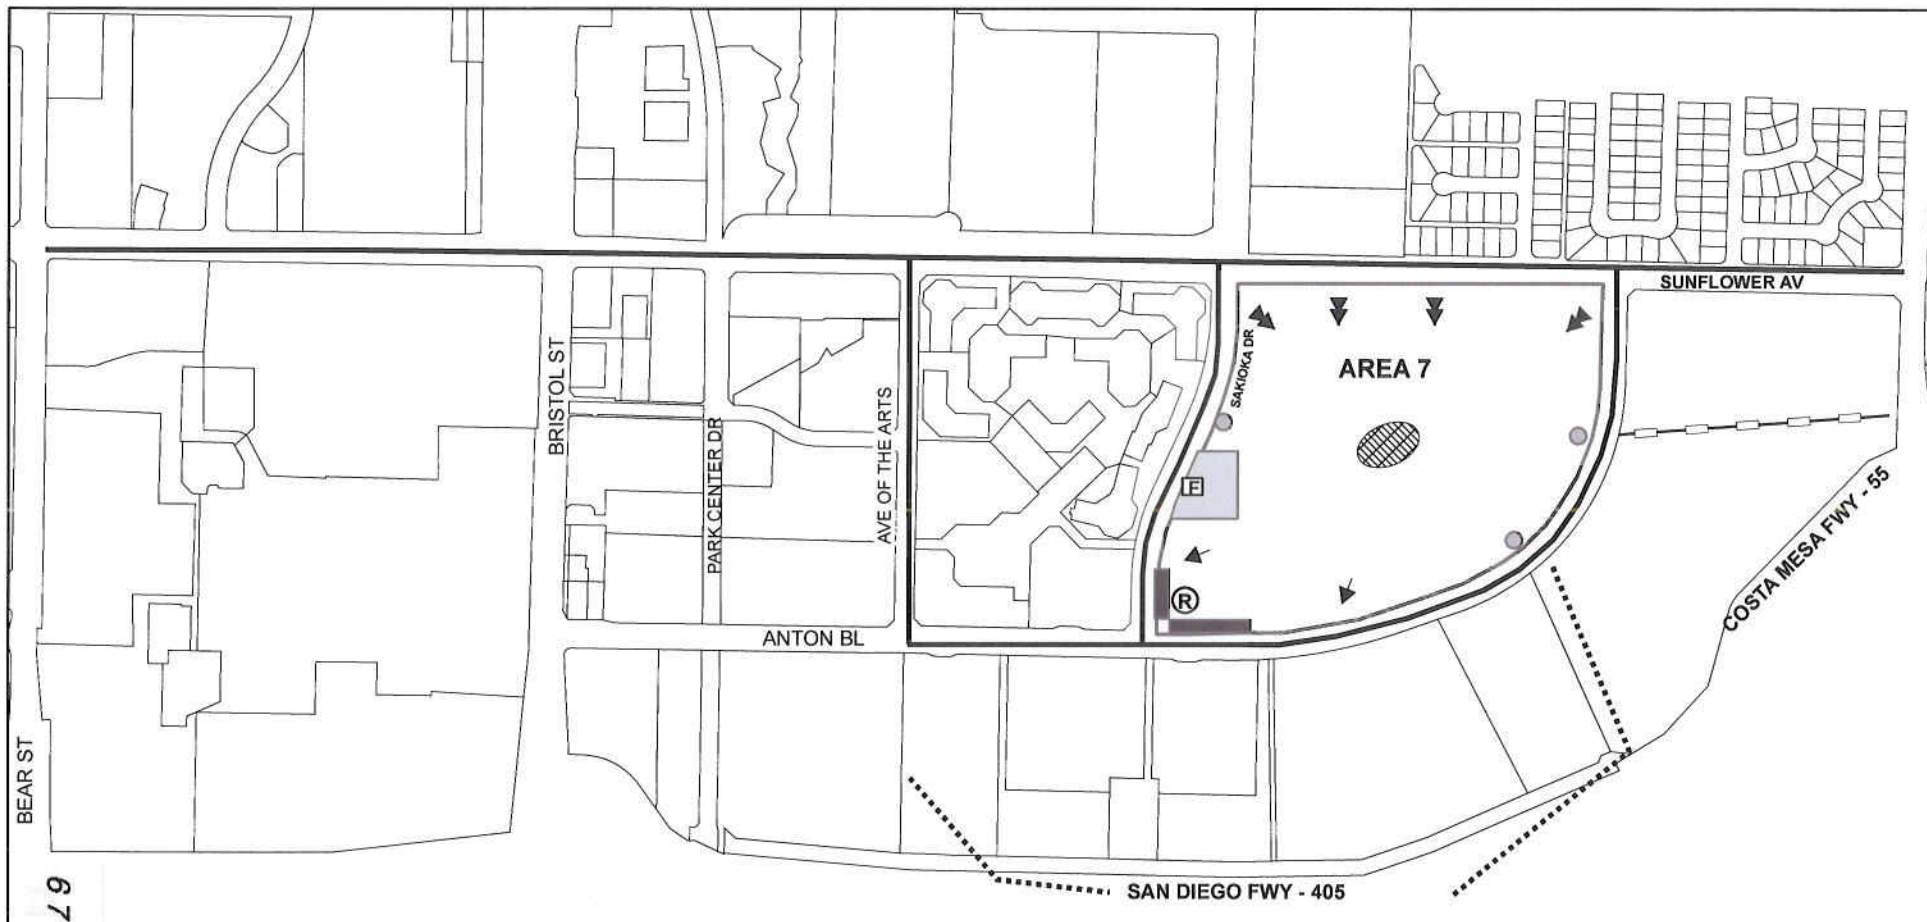 SUNFLOWER AV
SAKIOKA DR
AREA 7
BRISTOL ST
AVE OF THE ARTS
PARK CENTER DR
F
COSTA MESA FWY - 55
R
ANTON BL
BEAR ST
SAN DIEGO FWY - 405
67